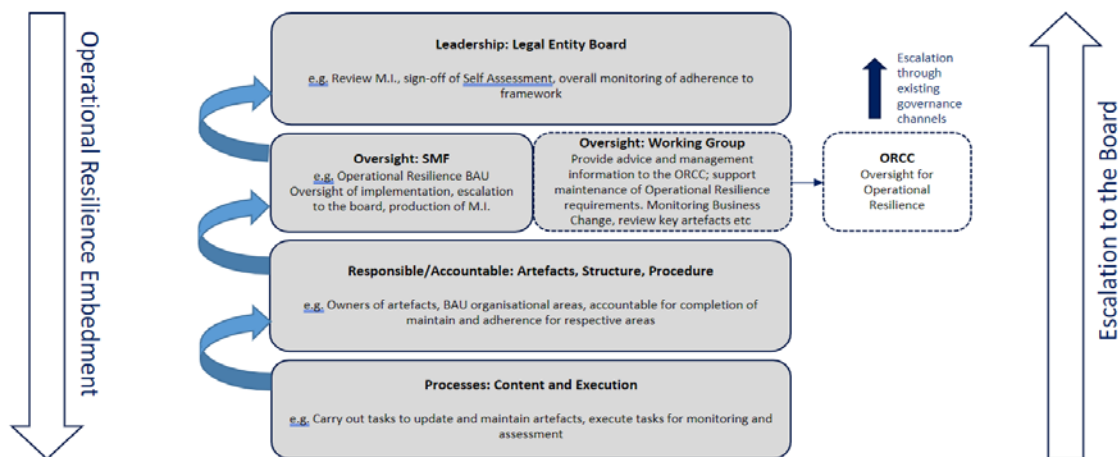 Operational Resilience Embedment
Leadership: Legal Entity Board
e.g. Review M.I., sign-off of Self Assessment, overall monitoring of adherence to
framework
Oversight: SMF
e.g. Operational Resilience BAU
Oversight of implementation, escalation
to the board, production of M.I.
Oversight: Working Group
Provide advice and management
information to the ORCC; support
maintenance of Operational Resilience
requirements. Monitoring Business
Change, review key artefacts etc
Escalation
through
existing
governance
channels
ORCC
Oversight for
Operational
Resilience
Responsible/Accountable: Artefacts, Structure, Procedure
e.g. Owners of artefacts, BAU organisational areas, accountable for completion of
maintain and adherence for respective areas
Processes: Content and Execution
e.g. Carry out tasks to update and maintain artefacts, execute tasks for monitoring and
assessment
Escalation to the Board